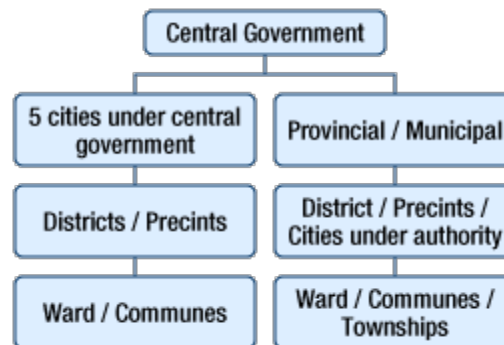 Central Government
5 cities under central
government
Provincial / Municipal
Districts / Precints
District / Precints /
Cities under authority
Ward / Communes
Ward / Communes /
Townships